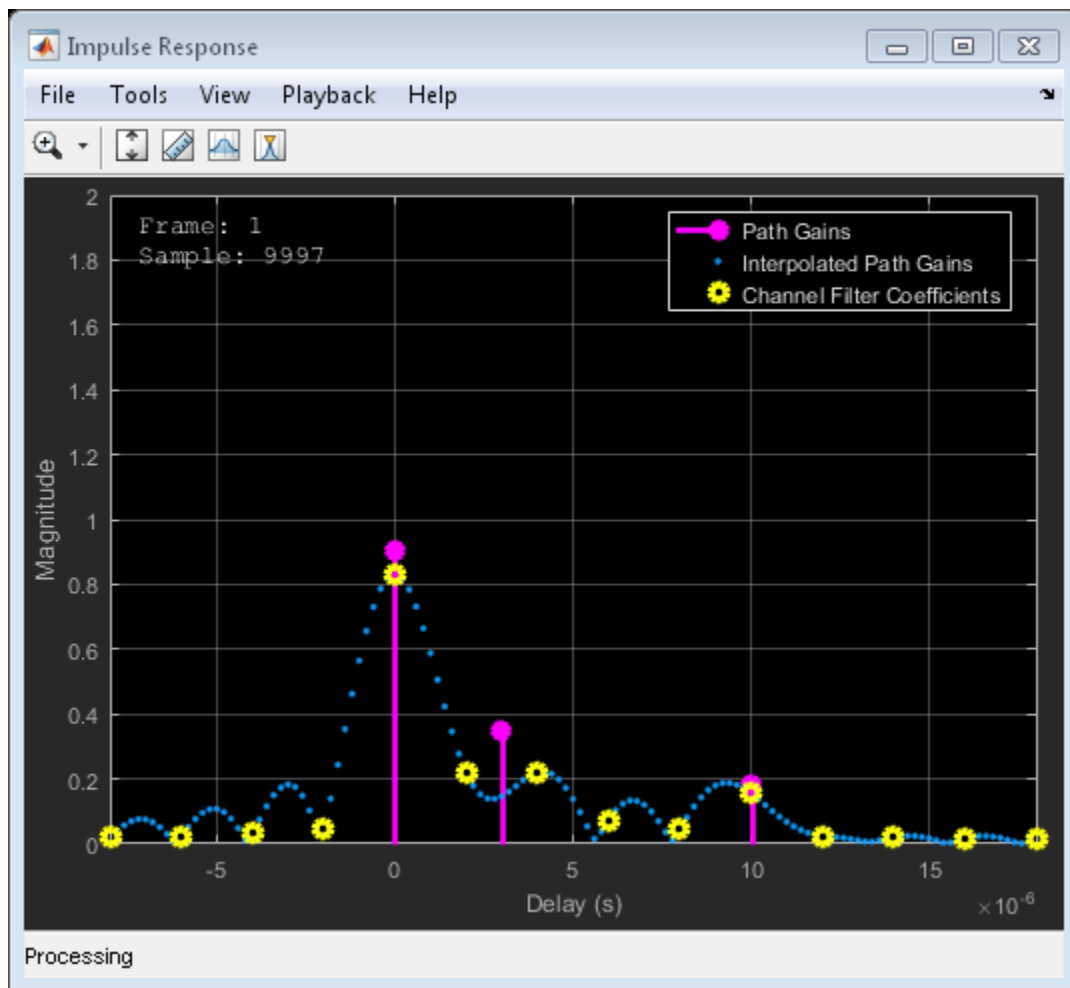 Impulse Response
File Tools View Playback Help
Frame: 1
Sample: 9997
Path Gains
Interpolated Path Gains
Channel Filter Coefficients
2
1.8
1.6
1.4
1.2
1
0.8
0.6
0.4
0.2
0
Magnitude
-5 0 5 10 15
Delay (s)
×10-6
Processing